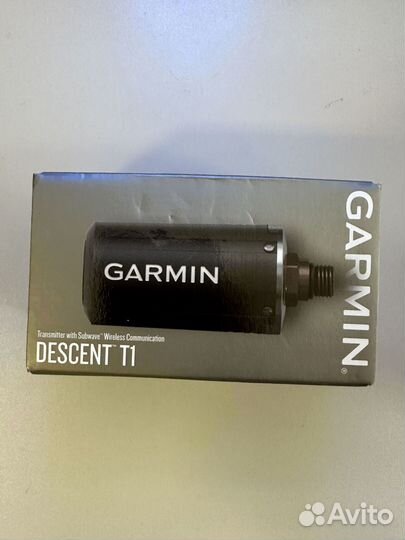 GARMIN
GARMIN®
Transmitter with Subwave™ Wireless Communication
DESCENT™ T1
Avito